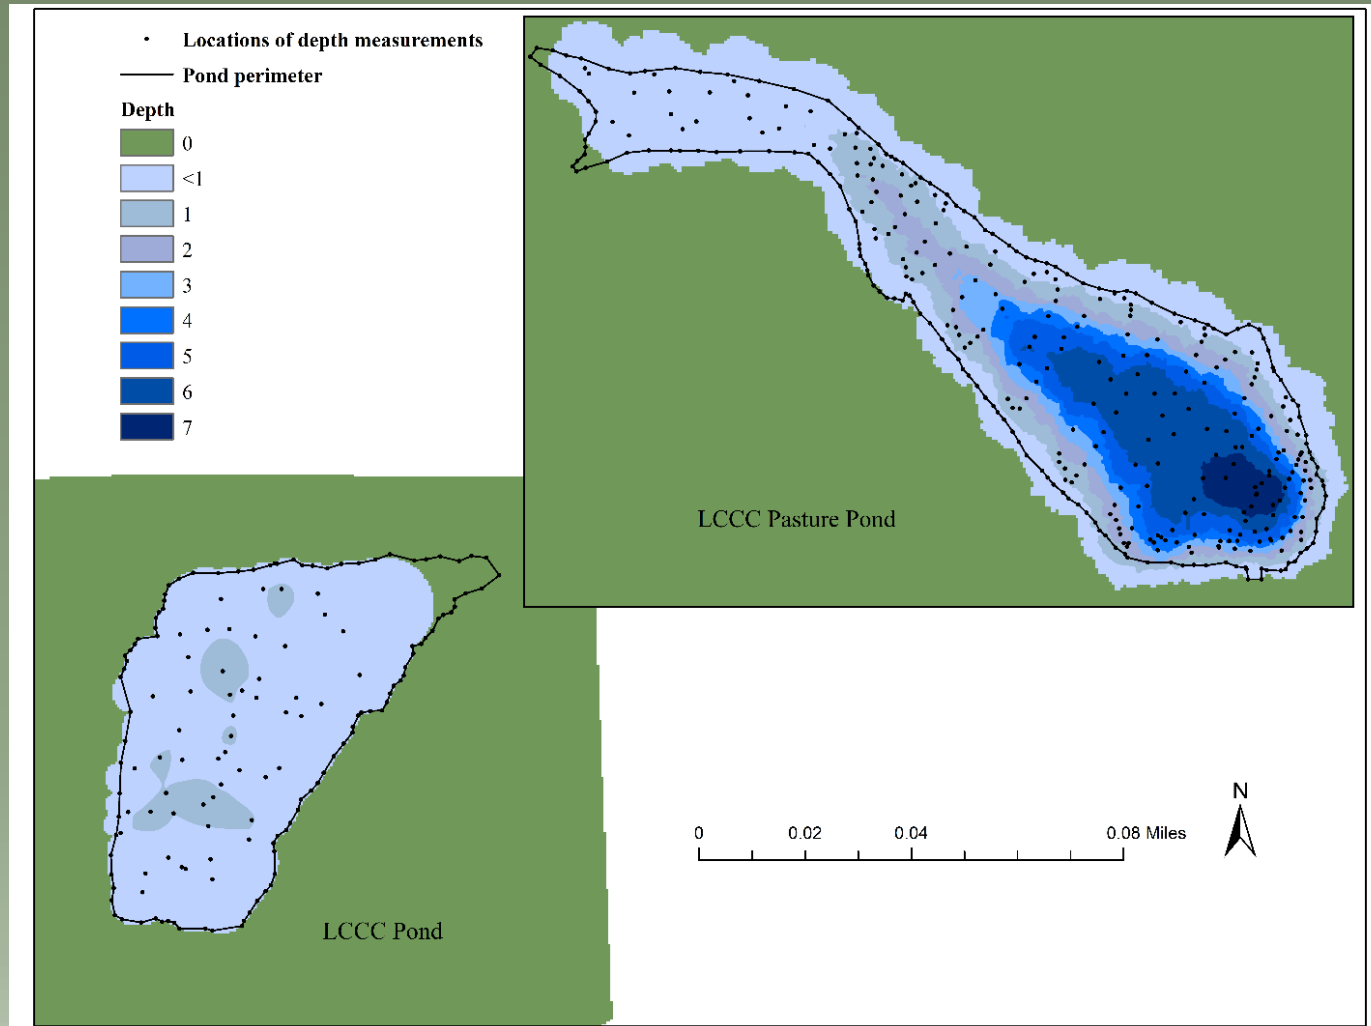 Locations of depth measurements
Pond perimeter
Depth
0
<1
1
2
3
4
5
6
7
LCCC Pasture Pond
LCCC Pond
N
0 0.02 0.04 0.08 Miles